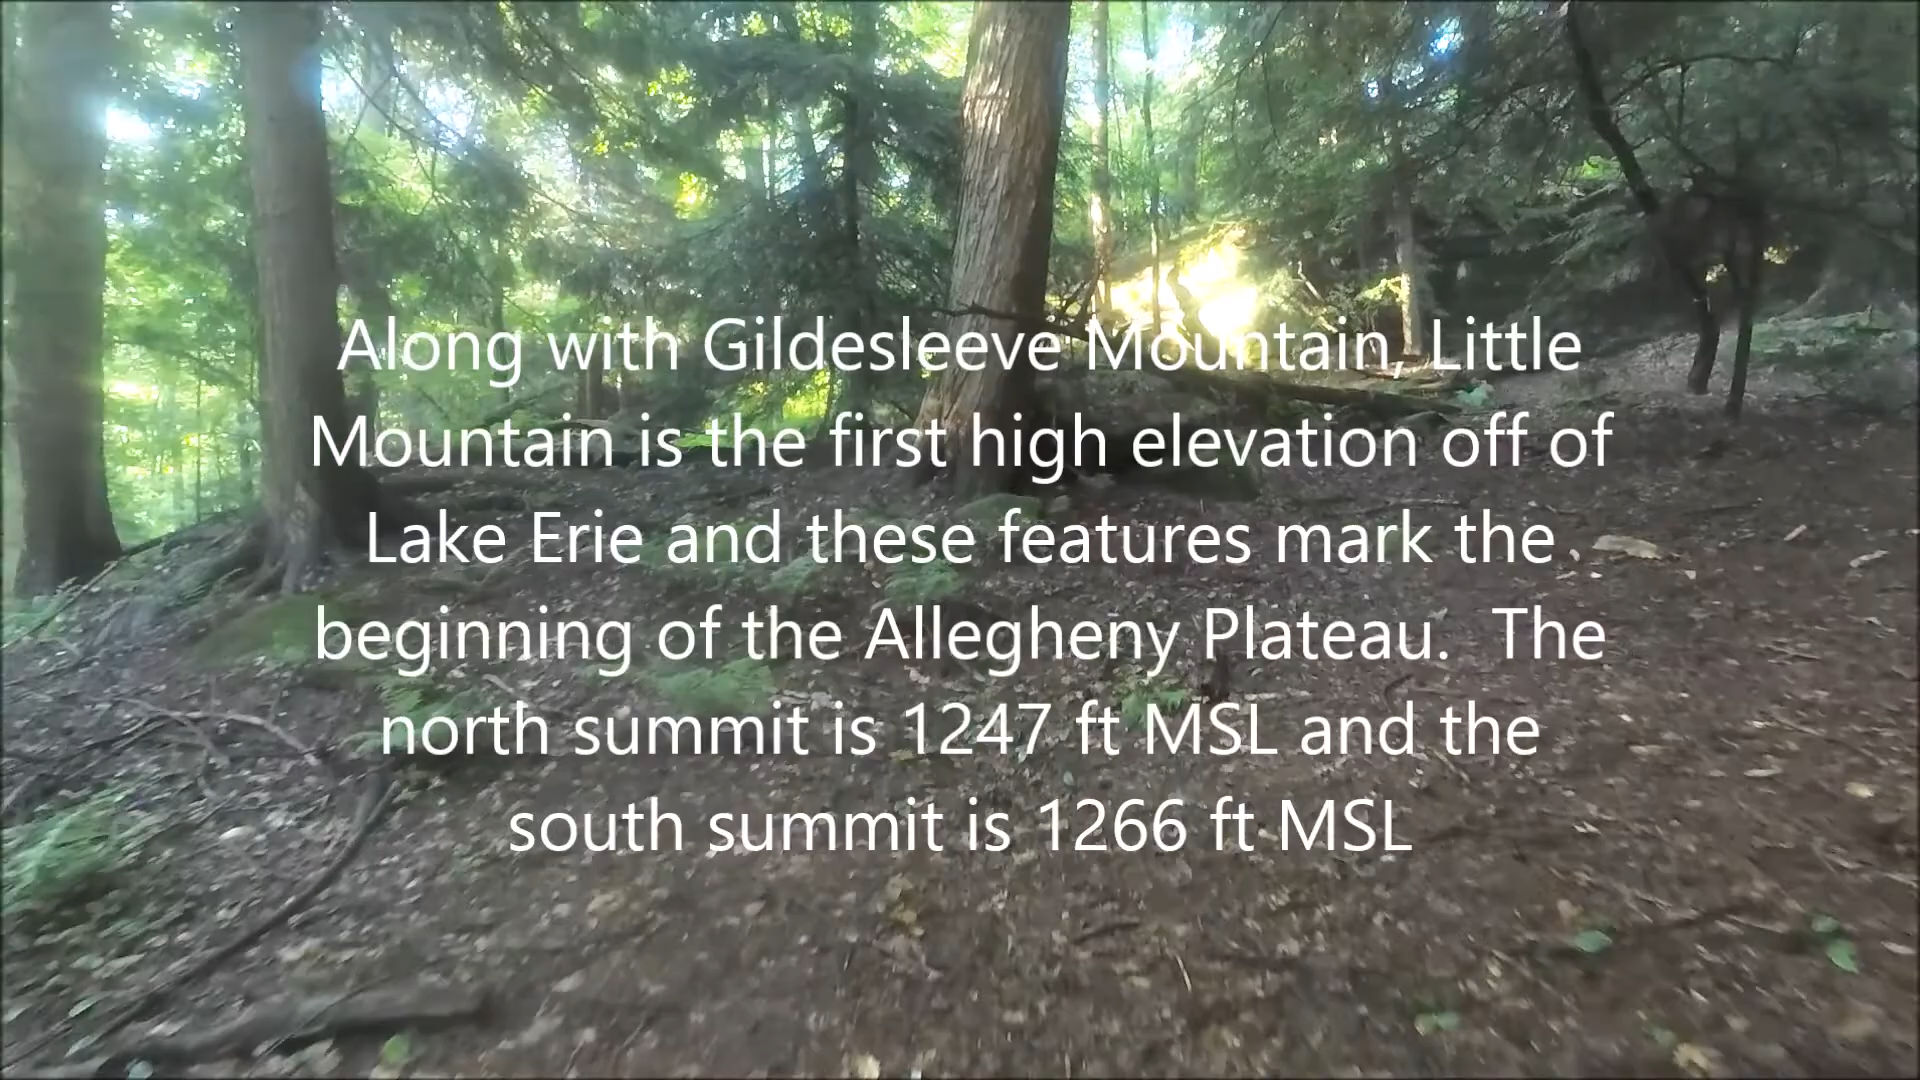 Along with Gildesleeve Mountain, Little
Mountain is the first high elevation off of
Lake Erie and these features mark the
beginning of the Allegheny Plateau.  The
north summit is 1247 ft MSL and the
south summit is 1266 ft MSL